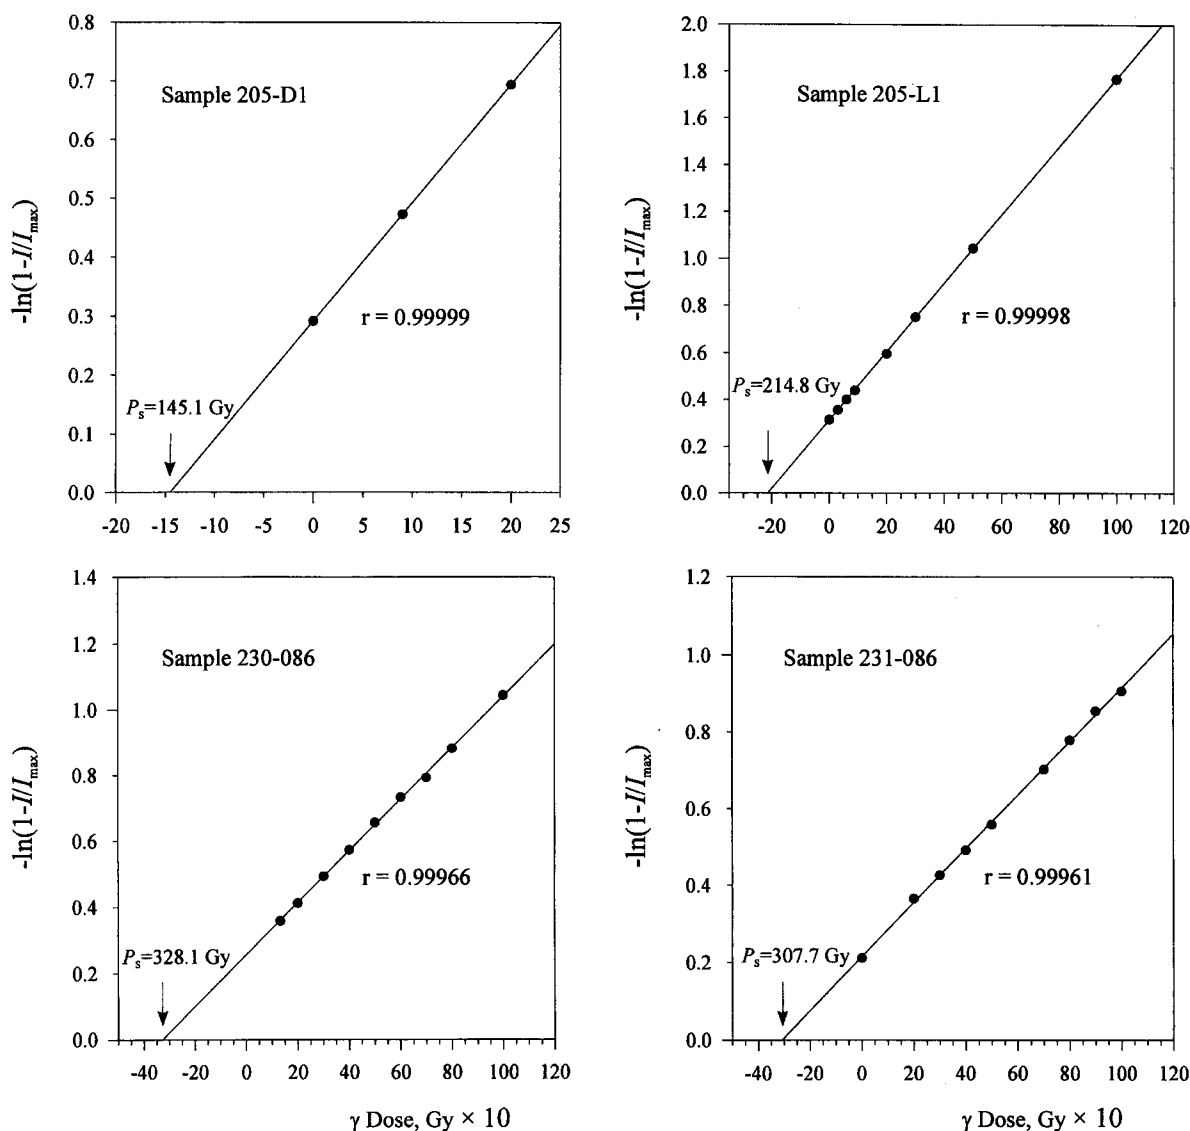 0.8
0.7
0.6
0.5
0.4
0.3
0.2
0.1
0.0
-ln(1-I/Imax)
Sample 205-D1
r = 0.99999
Ps=145.1 Gy
-20 -15 -10 -5 0 5 10 15 20 25
2.0
1.8
1.6
1.4
1.2
1.0
0.8
0.6
0.4
0.2
0.0
-ln(1-I/Imax)
Sample 205-L1
r = 0.99998
Ps=214.8 Gy
-20 0 20 40 60 80 100 120
1.4
1.2
1.0
0.8
0.6
0.4
0.2
0.0
-ln(1-I/Imax)
Sample 230-086
r = 0.99966
Ps=328.1 Gy
-40 -20 0 20 40 60 80 100 120
γ Dose, Gy × 10
1.2
1.0
0.8
0.6
0.4
0.2
0.0
-ln(1-I/Imax)
Sample 231-086
r = 0.99961
Ps=307.7 Gy
-40 -20 0 20 40 60 80 100 120
γ Dose, Gy × 10